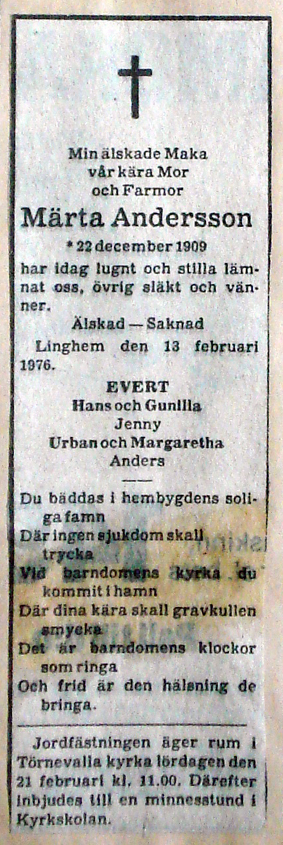 Min älskade Maka
vår kära Mor
och Farmor
Märta Andersson
* 22 december 1909
har idag lugnt och stilla läm-
nat oss, övrig släkt och vän-
ner.
Älskad — Saknad
Linghem den 13 februari
1976.
EVERT
Hans och Gunilla
Jenny
Urban och Margaretha
Anders
Du bäddas i hembygdens soli-
ga famn
Där ingen sjukdom skall
trycka
Vid barndomens kyrka du
kommit i hamn
Där dina kära skall gravkullen
smycka
Det är barndomens klockor
som ringa
Och frid är den hälsning de
bringa.
Jordfästningen äger rum i
Törnevalla kyrka lördagen den
21 februari kl. 11.00. Därefter
inbjudes till en minnesstund i
Kyrkskolan.